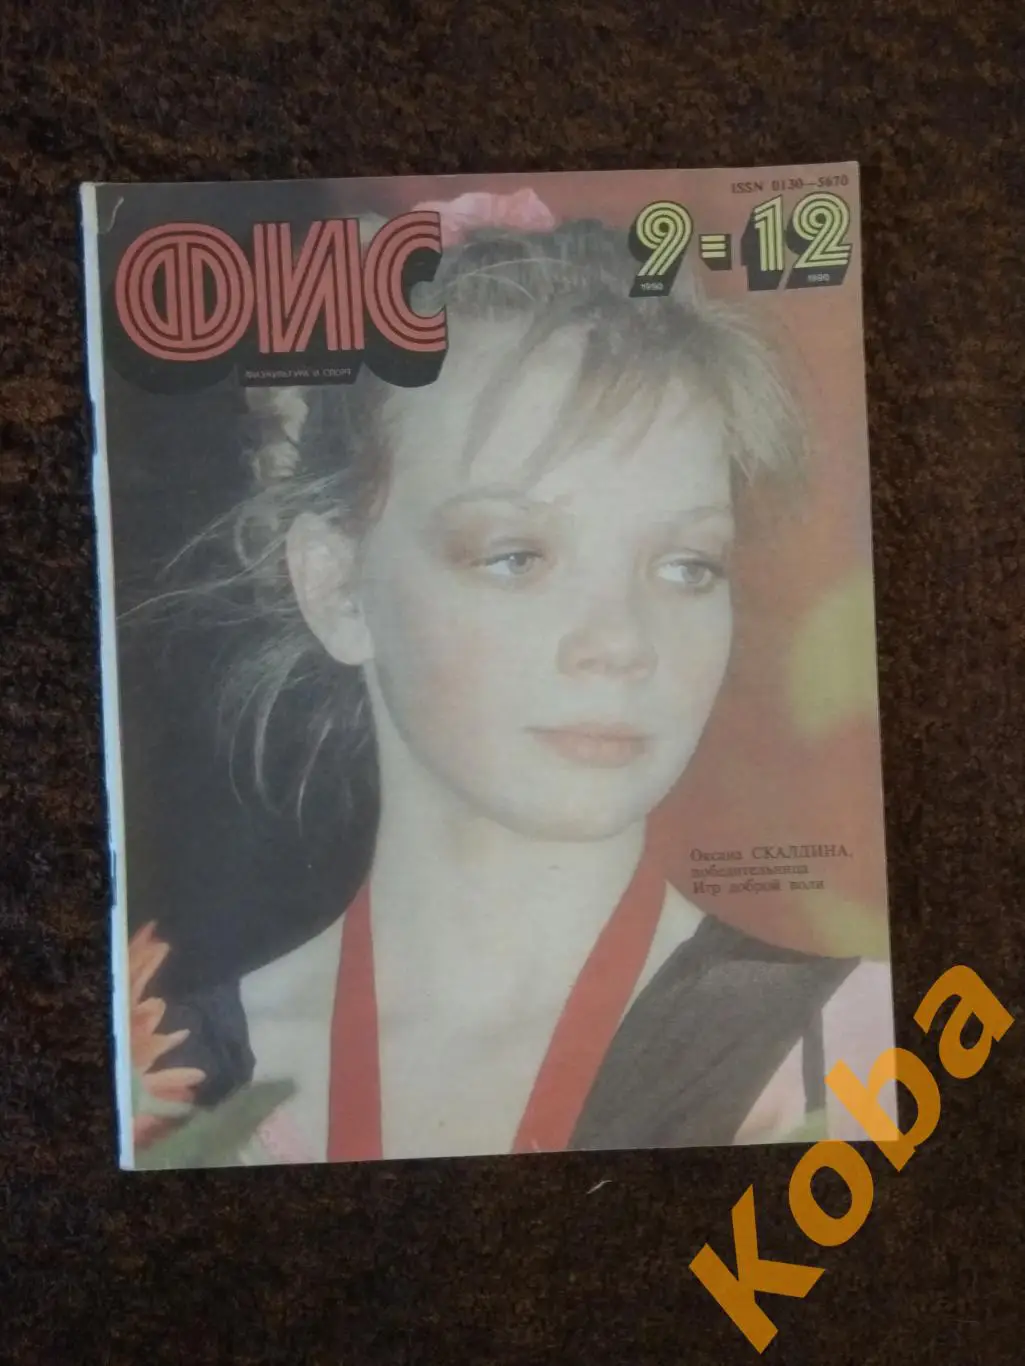 ISSN 0130—5670
ФИС
9=12
1990 1990
ФИЗКУЛЬТУРА И СПОРТ
Оксана СКАЛДИНА,
победительница
Игр доброй воли
Koba